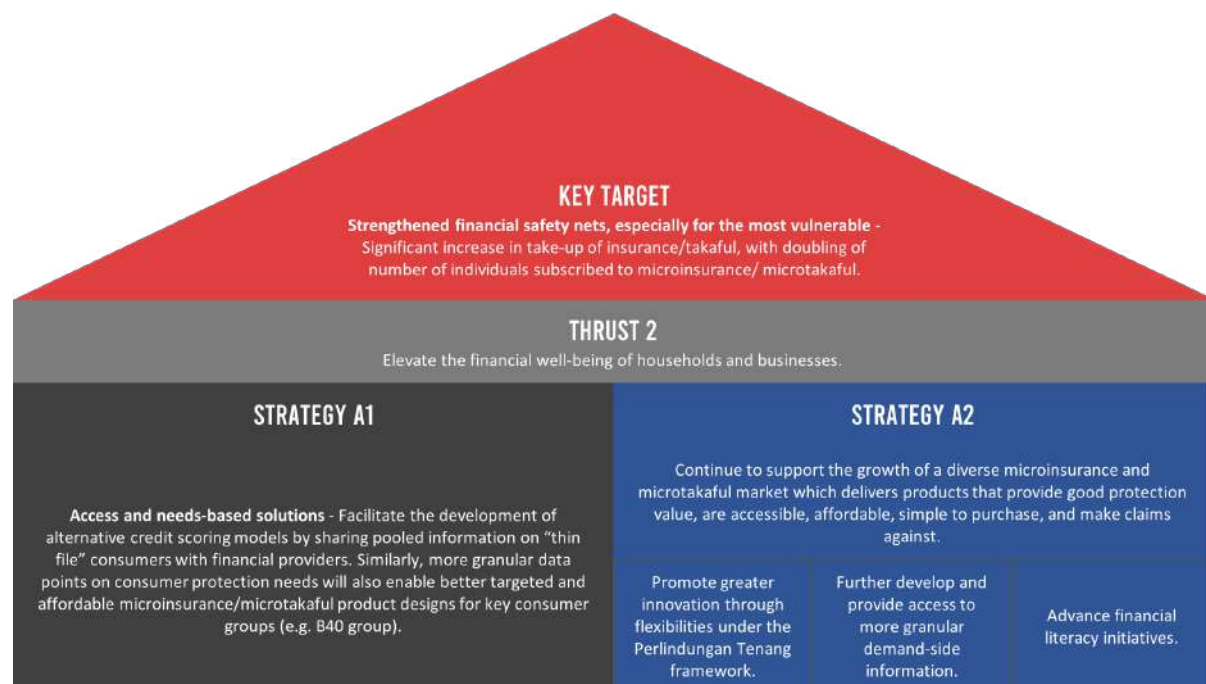 KEY TARGET
Strengthened financial safety nets, especially for the most vulnerable -
Significant increase in take-up of insurance/takaful, with doubling of
number of individuals subscribed to microinsurance/ microtakaful.
THRUST 2
Elevate the financial well-being of households and businesses.
STRATEGY A1
Access and needs-based solutions - Facilitate the development of
alternative credit scoring models by sharing pooled information on “thin
file” consumers with financial providers. Similarly, more granular data
points on consumer protection needs will also enable better targeted and
affordable microinsurance/microtakaful product designs for key consumer
groups (e.g. B40 group).
STRATEGY A2
Continue to support the growth of a diverse microinsurance and
microtakaful market which delivers products that provide good protection
value, are accessible, affordable, simple to purchase, and make claims
against.
Promote greater
innovation through
flexibilities under the
Perlindungan Tenang
framework.
Further develop and
provide access to
more granular
demand-side
information.
Advance financial
literacy initiatives.